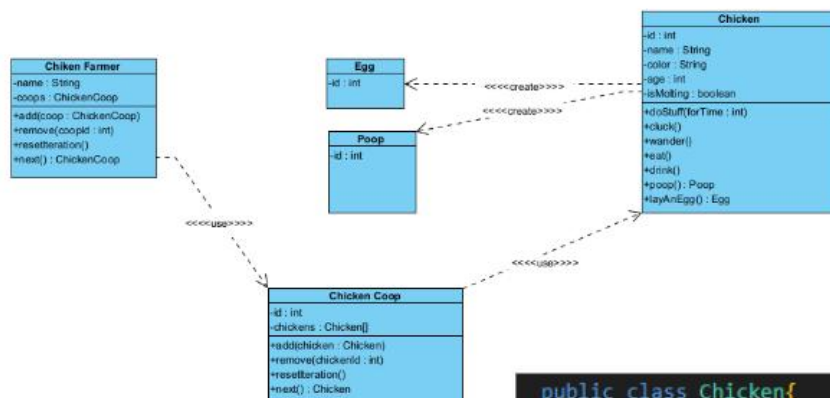 Chiken Farmer
-name : String
-coops : ChickenCoop
+add(coop : ChickenCoop)
+remove(coopId : int)
+resetIteration()
+next() : ChickenCoop
Egg
-id : int
Poop
-id : int
<<<<create>>>>
<<<<create>>>>
Chicken
-id : int
-name : String
-color : String
-age : int
-isMolting : boolean
+doStuff(forTime : int)
+cluck()
+wander()
+eat()
+drink()
+poop() : Poop
+layAnEgg() : Egg
<<<<use>>>>
<<<<use>>>>
Chicken Coop
-id : int
-chickens : Chicken[]
+add(chicken : Chicken)
+remove(chickenId : int)
+resetIteration()
+next() : Chicken
public class Chicken{